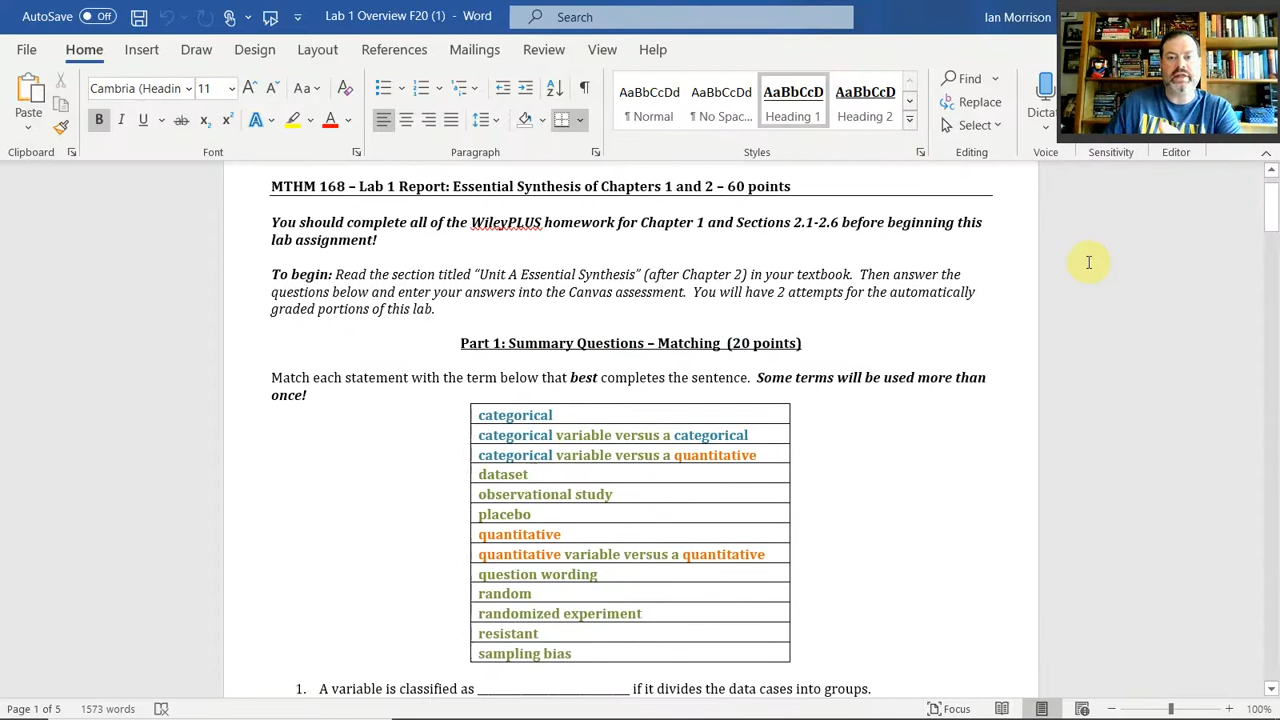 AutoSave Off Lab 1 Overview F20 (1) - Word Search Ian Morrison
File Home Insert Draw Design Layout References Mailings Review View Help
Paste
Cambria (Headin 11
AaBbCcDd AaBbCcDd AaBbCcD AaBbCcD
¶ Normal ¶ No Spac... Heading 1 Heading 2
Find
Replace
Select
Dictat
Clipboard Font Paragraph Styles Editing Voice Sensitivity Editor
MTHM 168 – Lab 1 Report: Essential Synthesis of Chapters 1 and 2 – 60 points
You should complete all of the WileyPLUS homework for Chapter 1 and Sections 2.1-2.6 before beginning this
lab assignment!
To begin: Read the section titled “Unit A Essential Synthesis” (after Chapter 2) in your textbook. Then answer the
questions below and enter your answers into the Canvas assessment. You will have 2 attempts for the automatically
graded portions of this lab.
Part 1: Summary Questions – Matching (20 points)
Match each statement with the term below that best completes the sentence. Some terms will be used more than
once!
categorical
categorical variable versus a categorical
categorical variable versus a quantitative
dataset
observational study
placebo
quantitative
quantitative variable versus a quantitative
question wording
random
randomized experiment
resistant
sampling bias
1. A variable is classified as __________________________ if it divides the data cases into groups.
Page 1 of 5 1573 words Focus 100%